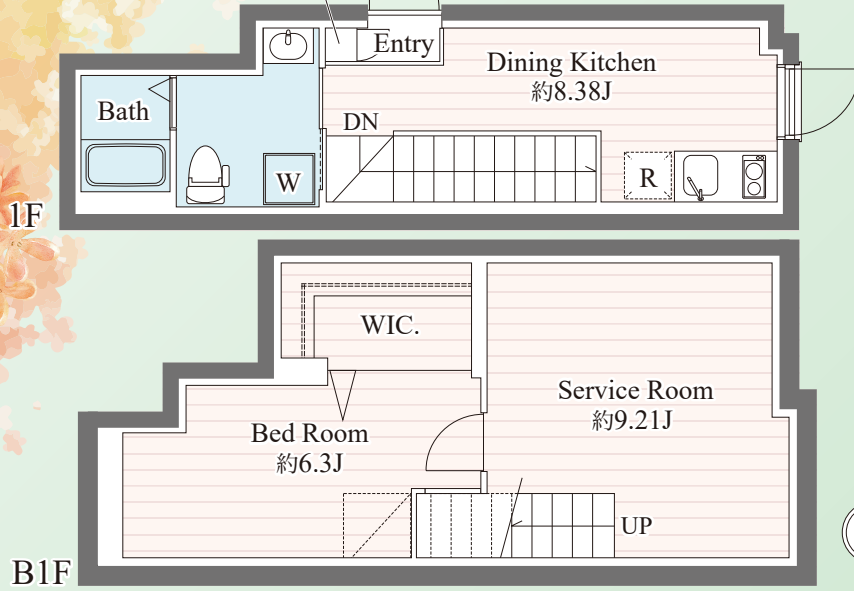 Entry
Dining Kitchen
約8.38J
Bath
DN
W
R
1F
WIC.
Service Room
約9.21J
Bed Room
約6.3J
UP
B1F